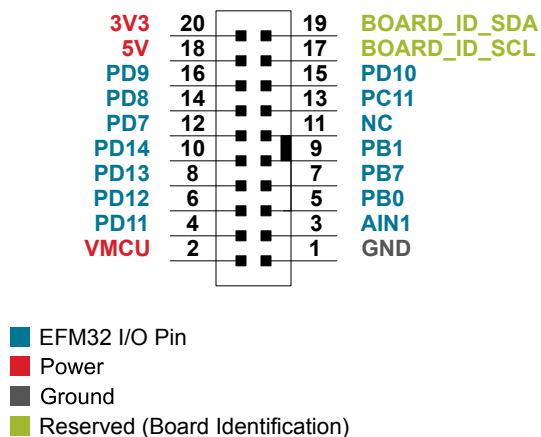 3V3 20 19 BOARD_ID_SDA
5V 18 17 BOARD_ID_SCL
PD9 16 15 PD10
PD8 14 13 PC11
PD7 12 11 NC
PD14 10 9 PB1
PD13 8 7 PB7
PD12 6 5 PB0
PD11 4 3 AIN1
VMCU 2 1 GND
EFM32 I/O Pin
Power
Ground
Reserved (Board Identification)